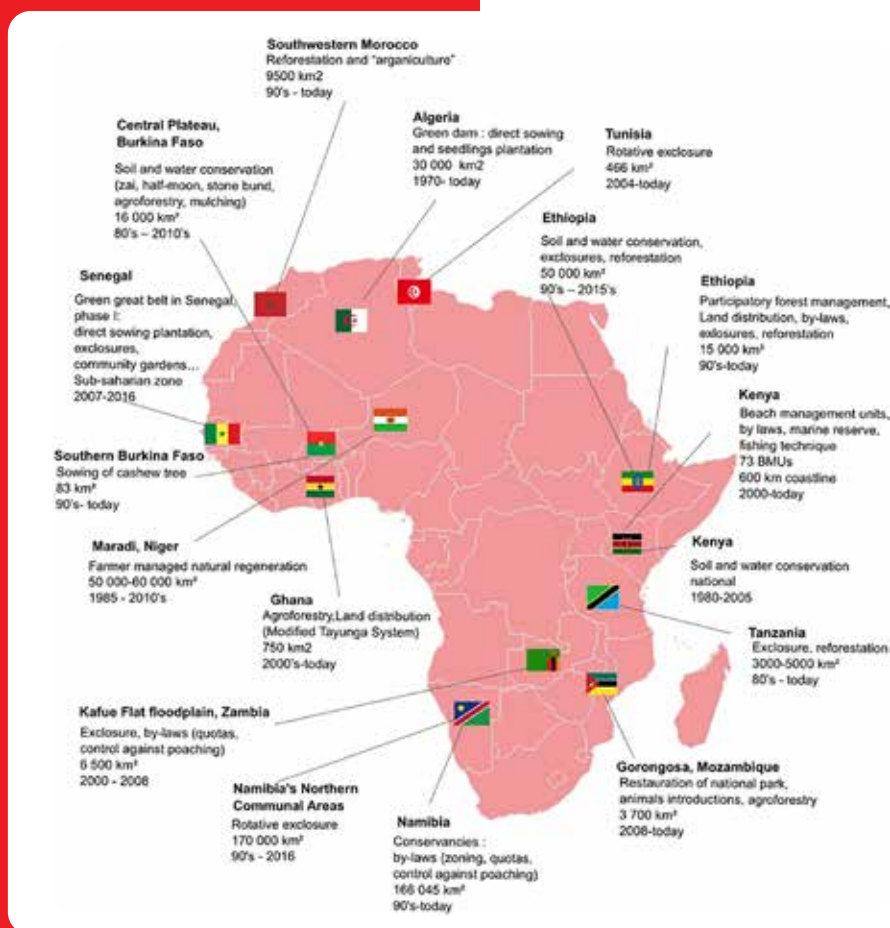 Southwestern Morocco
Reforestation and "arganiculture"
9500 km2
90's - today
Algeria
Green dam : direct sowing
and seedlings plantation
30 000 km2
1970- today
Tunisia
Rotative exclosure
466 km²
2004-today
Central Plateau,
Burkina Faso
Soil and water conservation
(zai, half-moon, stone bund,
agroforestry, mulching)
16 000 km²
80's – 2010's
Ethiopia
Soil and water conservation,
exclosures, reforestation
50 000 km²
90's – 2015's
Ethiopia
Participatory forest management,
Land distribution, by-laws,
exlosures, reforestation
15 000 km²
90's-today
Senegal
Green great belt in Senegal,
phase I:
direct sowing plantation,
exclosures,
community gardens...
Sub-saharian zone
2007-2016
Kenya
Beach management units,
by laws, marine reserve,
fishing technique
73 BMUs
600 km coastline
2000-today
Southern Burkina Faso
Sowing of cashew tree
83 km²
90's- today
Kenya
Soil and water conservation
national
1980-2005
Maradi, Niger
Farmer managed natural regeneration
50 000-60 000 km²
1985 - 2010's
Ghana
Agroforestry,Land distribution
(Modified Tayunga System)
750 km2
2000's-today
Tanzania
Exclosure, reforestation
3000-5000 km²
80's - today
Kafue Flat floodplain, Zambia
Exclosure, by-laws (quotas,
control against poaching)
6 500 km²
2000 - 2008
Gorongosa, Mozambique
Restauration of national park,
animals introductions, agroforestry
3 700 km²
2008-today
Namibia's Northern
Communal Areas
Rotative exclosure
170 000 km²
90's - 2016
Namibia
Conservancies :
by-laws (zoning, quotas,
control against poaching)
166 045 km²
90's-today